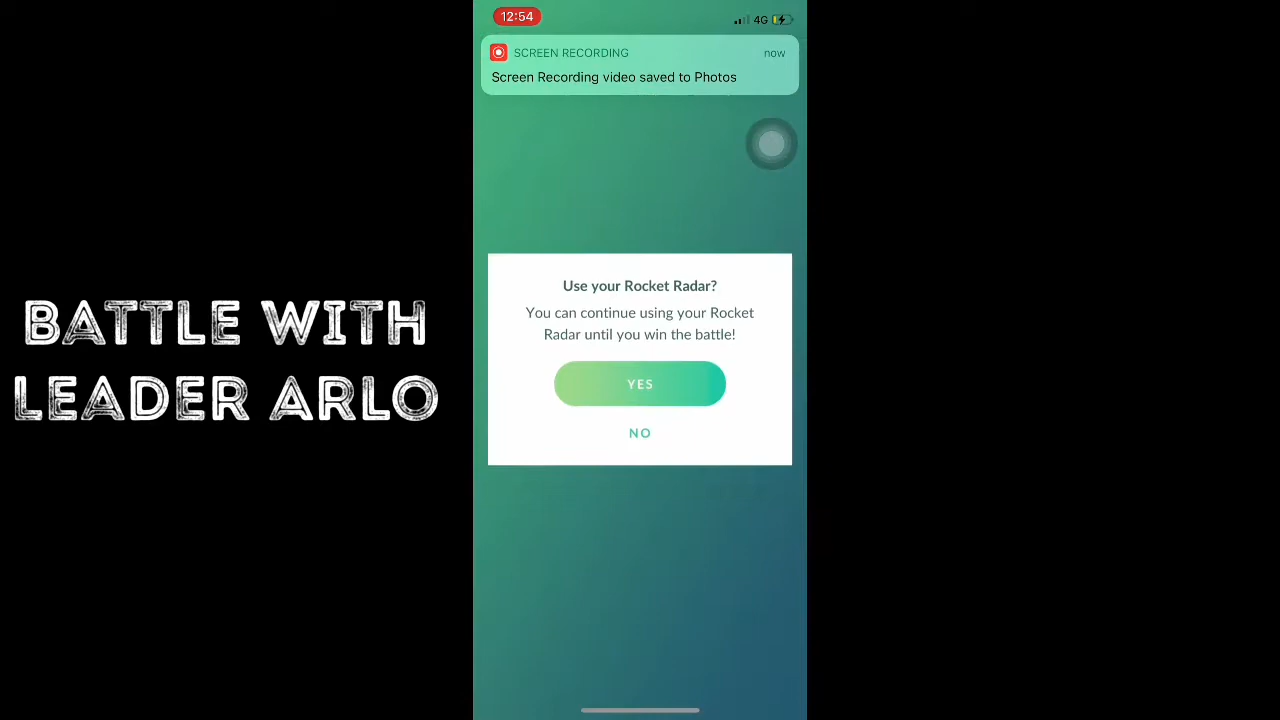 12:54
4G
SCREEN RECORDING
now
Screen Recording video saved to Photos
BATTLE WITH
LEADER ARLO
Use your Rocket Radar?
You can continue using your Rocket
Radar until you win the battle!
YES
NO